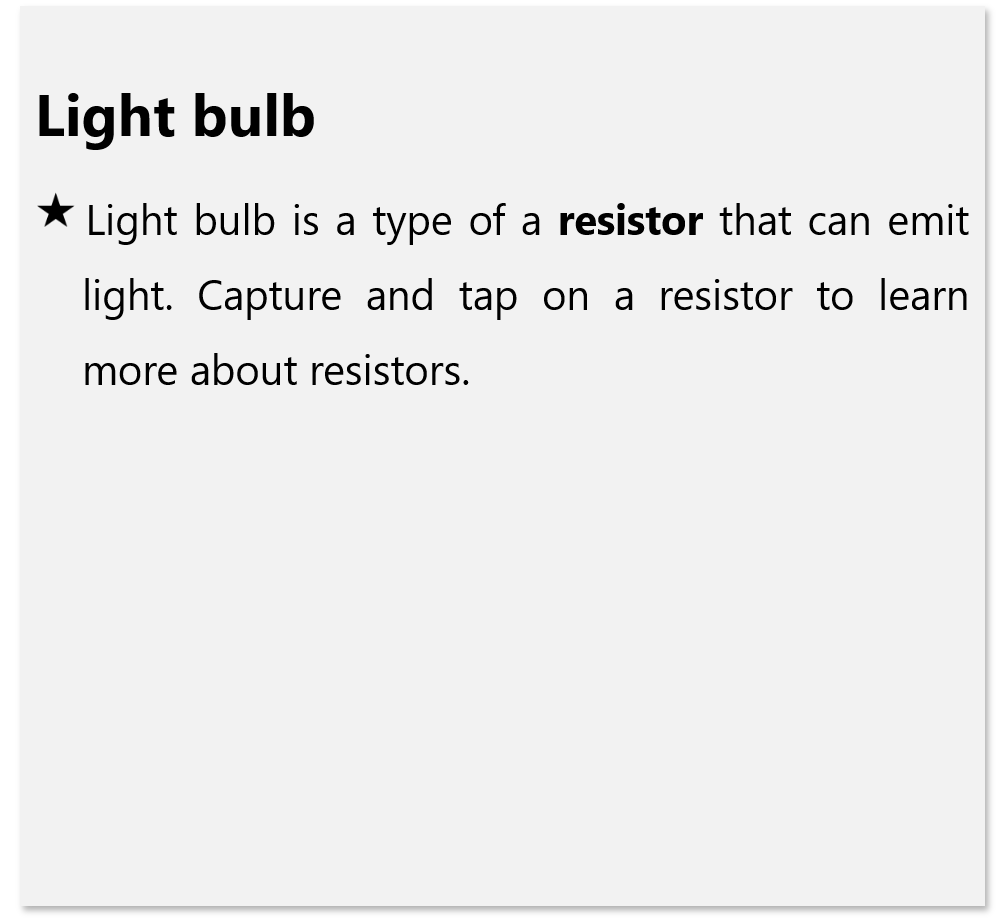 Light bulb
★ Light bulb is a type of a resistor that can emit
light. Capture and tap on a resistor to learn
more about resistors.